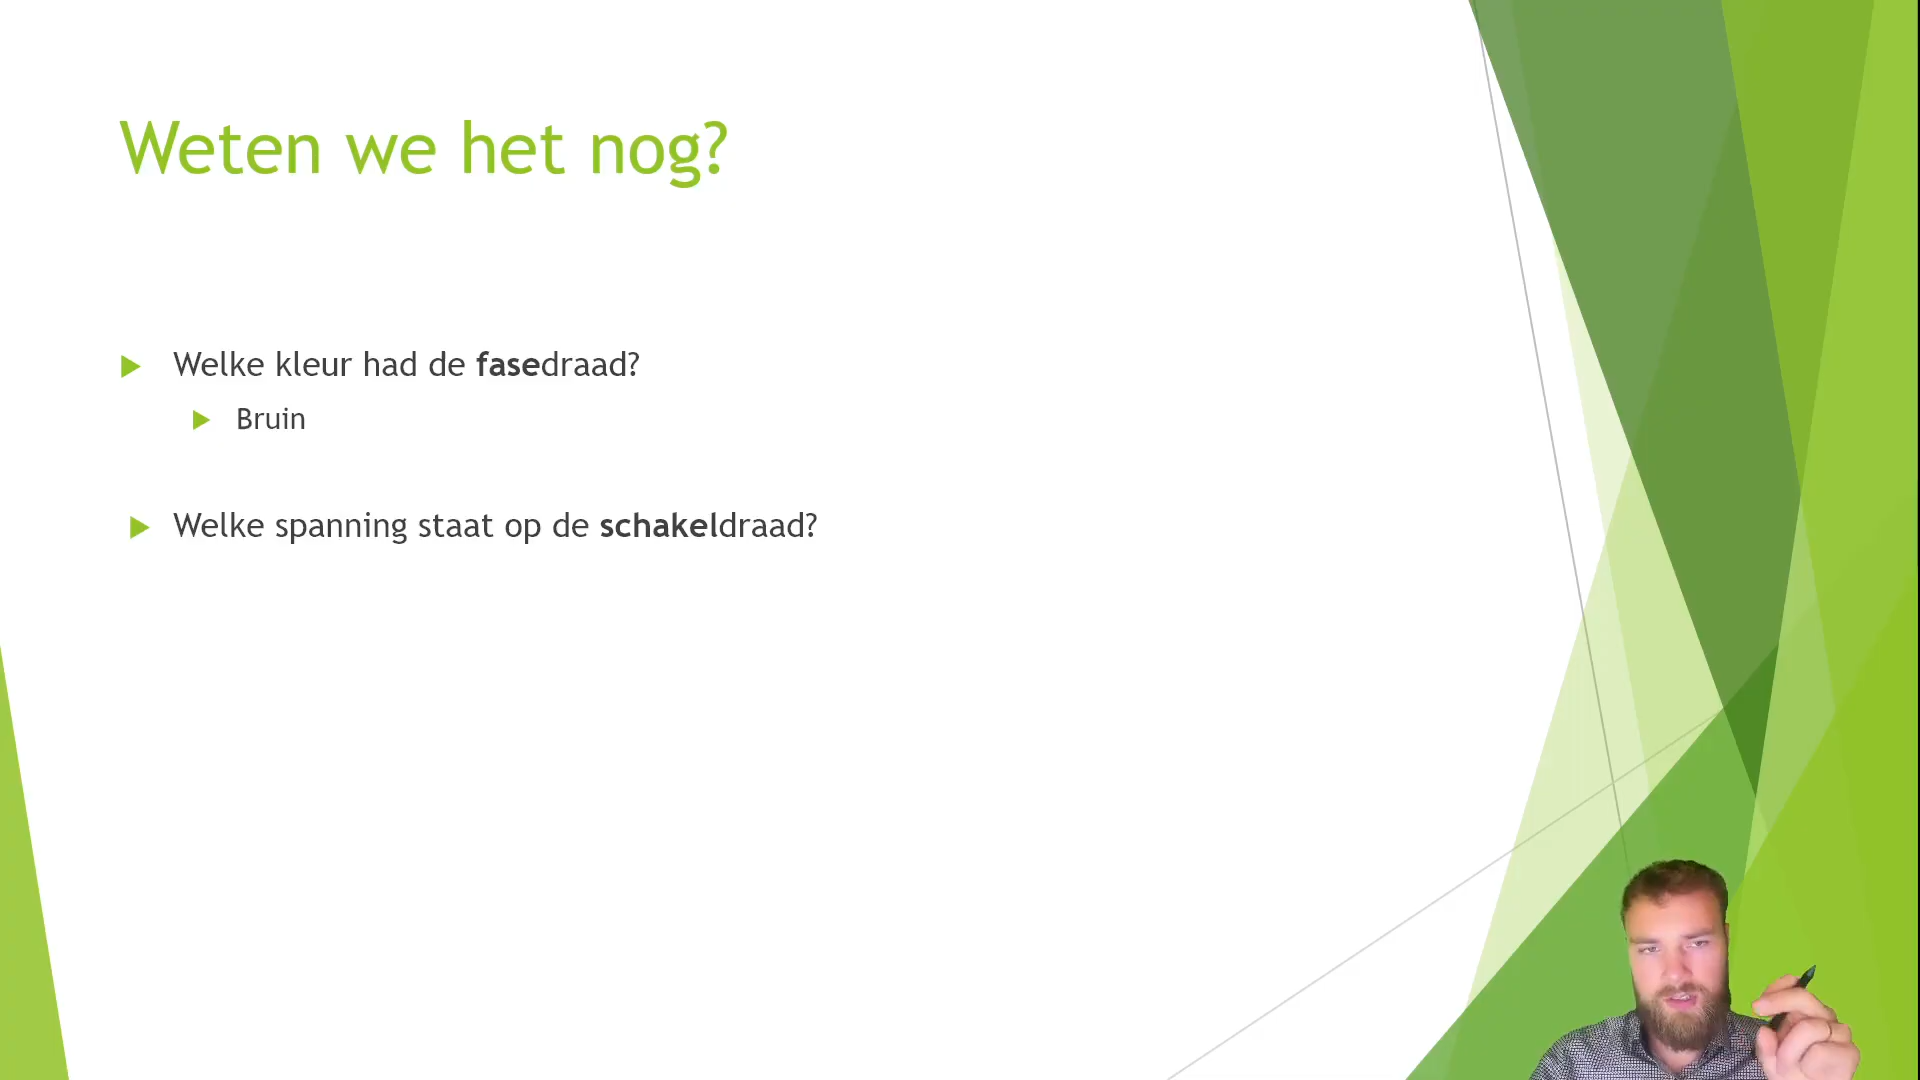 Weten we het nog?
Welke kleur had de fasedraad?
Bruin
Welke spanning staat op de schakeldraad?